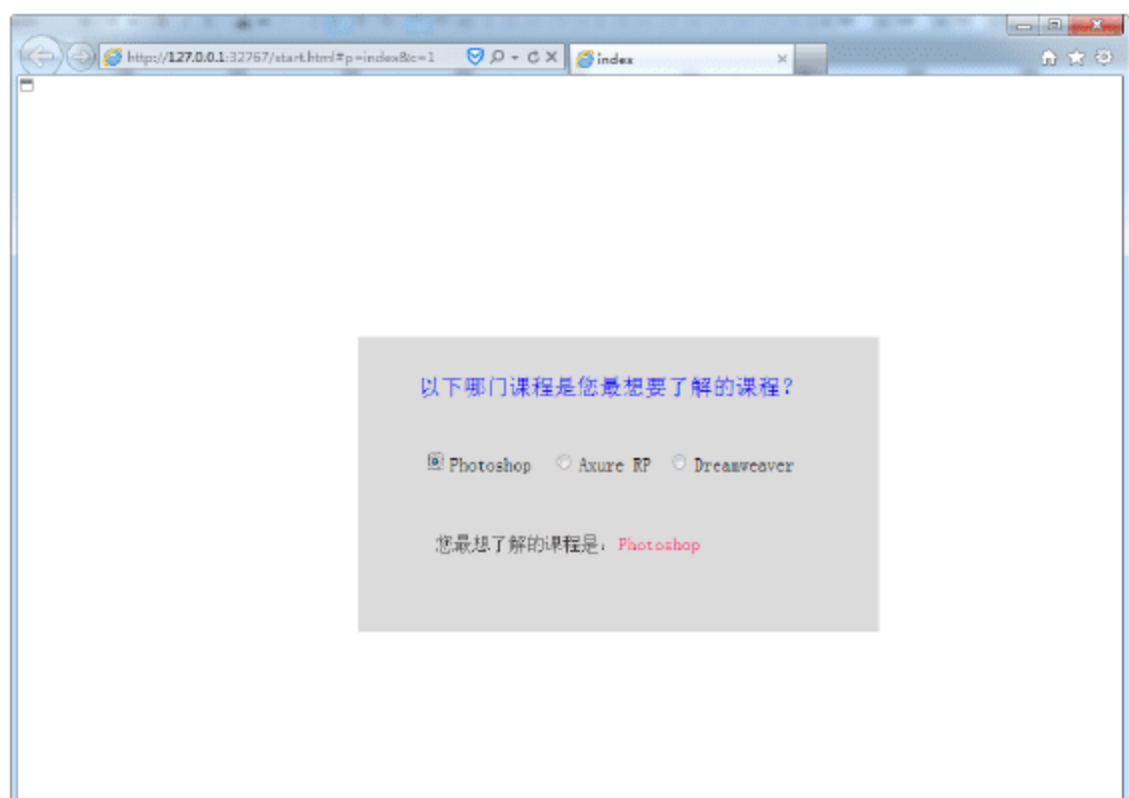 http://127.0.0.1:32767/start.html#p=index&c=1
index
以下哪门课程是您最想要了解的课程？
Photoshop Axure RP Dreamweaver
您最想了解的课程是：Photoshop